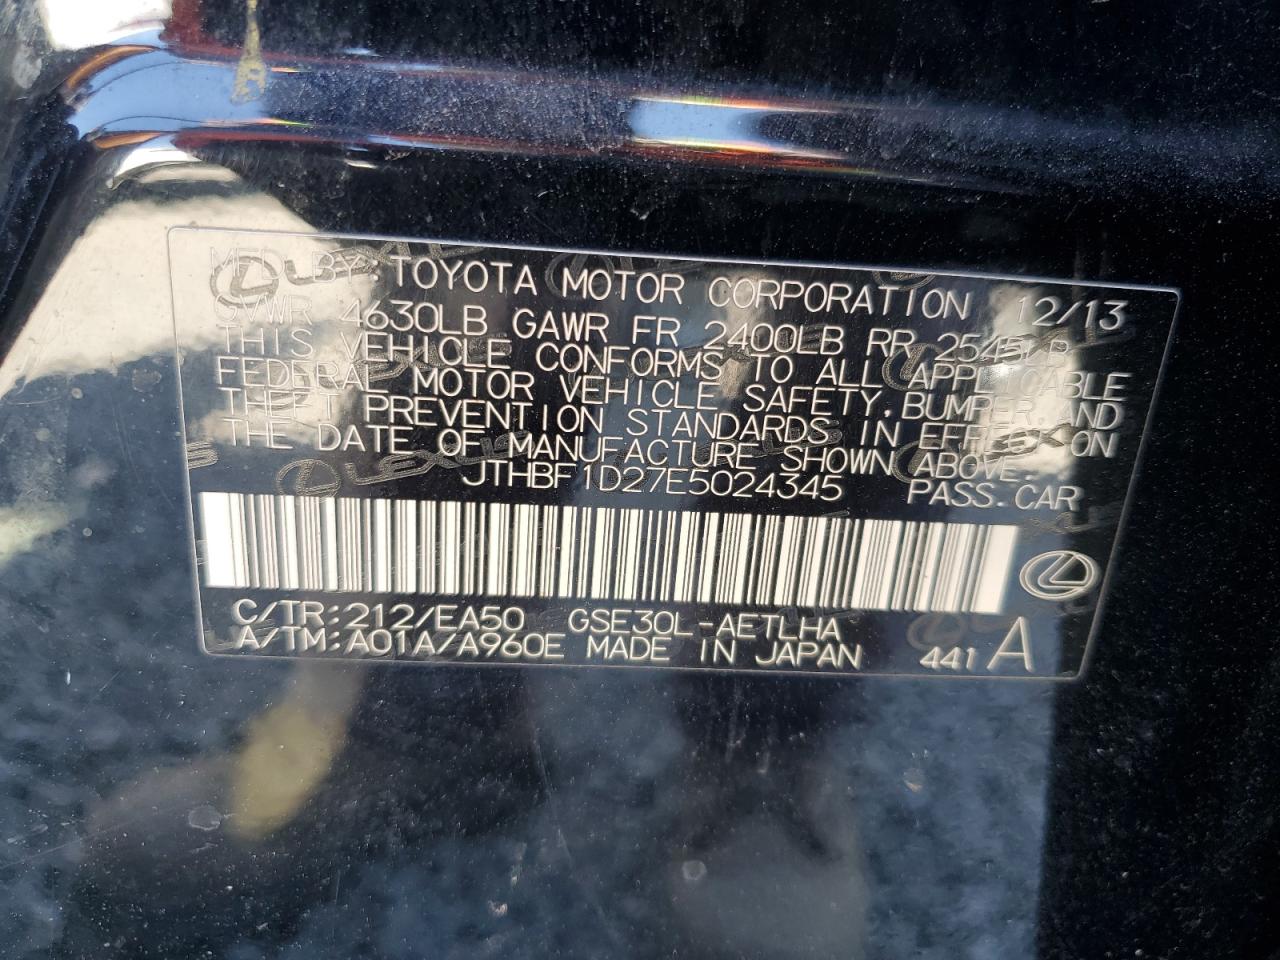 MFD BY: TOYOTA MOTOR CORPORATION 12/13
GVWR 4630LB GAWR FR 2400LB RR 2545LB
THIS VEHICLE CONFORMS TO ALL APPLICABLE
FEDERAL MOTOR VEHICLE SAFETY, BUMPER, AND
THEFT PREVENTION STANDARDS IN EFFECT ON
THE DATE OF MANUFACTURE SHOWN ABOVE.
JTHBF1D27E5024345 PASS. CAR
C/TR:212/EA50 GSE30L-AETLHA
A/TM:A01A/A960E MADE IN JAPAN 441 A